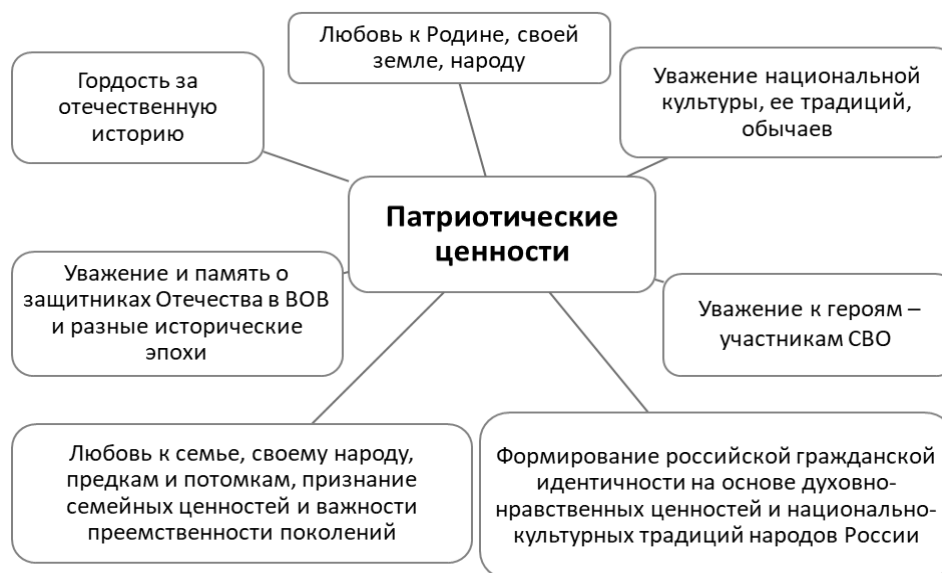 Любовь к Родине, своей
земле, народу
Гордость за
отечественную
историю
Уважение национальной
культуры, ее традиций,
обычаев
Патриотические
ценности
Уважение и память о
защитниках Отечества в ВОВ
и разные исторические
эпохи
Уважение к героям –
участникам СВО
Любовь к семье, своему народу,
предкам и потомкам, признание
семейных ценностей и важности
преемственности поколений
Формирование российской гражданской
идентичности на основе духовно-
нравственных ценностей и национально-
культурных традиций народов России